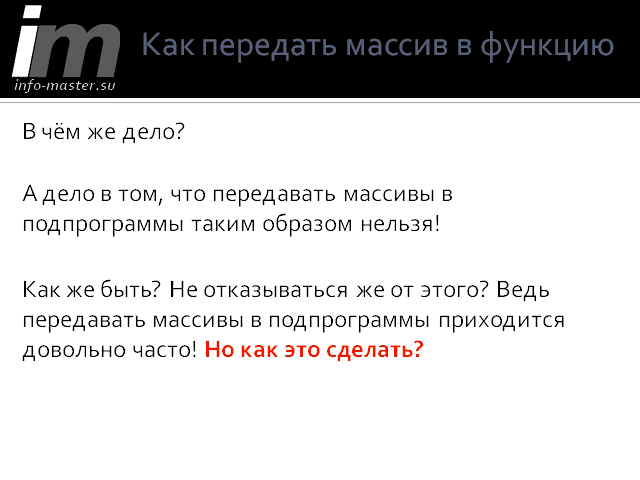 im
info-master.su
Как передать массив в функцию
В чём же дело?
А дело в том, что передавать массивы в
подпрограммы таким образом нельзя!
Как же быть? Не отказываться же от этого? Ведь
передавать массивы в подпрограммы приходится
довольно часто! Но как это сделать?